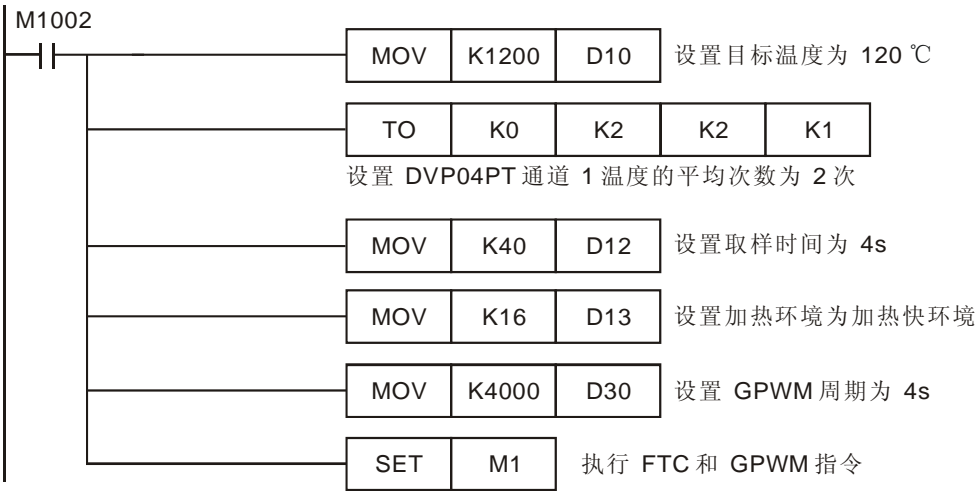 M1002
MOV K1200 D10 设置目标温度为 120 ℃
TO K0 K2 K2 K1
设置 DVP04PT 通道 1 温度的平均次数为 2 次
MOV K40 D12 设置取样时间为 4s
MOV K16 D13 设置加热环境为加热快环境
MOV K4000 D30 设置 GPWM 周期为 4s
SET M1 执行 FTC 和 GPWM 指令